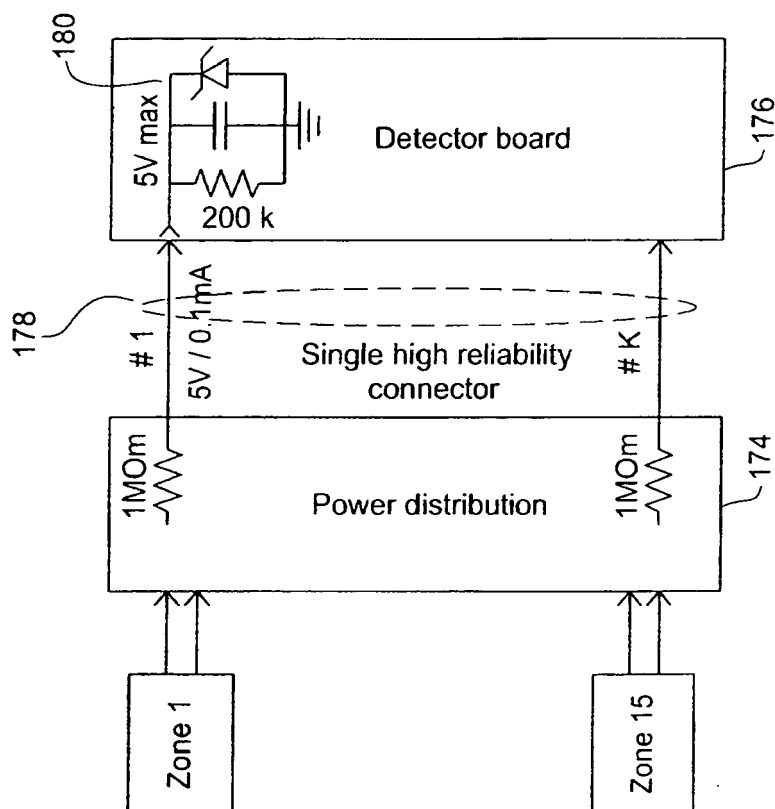 180
5V max
200 k
Detector board
176
178
# 1
5V / 0.1mA
Single high reliability
connector
# K
1MOm
Power distribution
1MOm
174
Zone 1
Zone 15